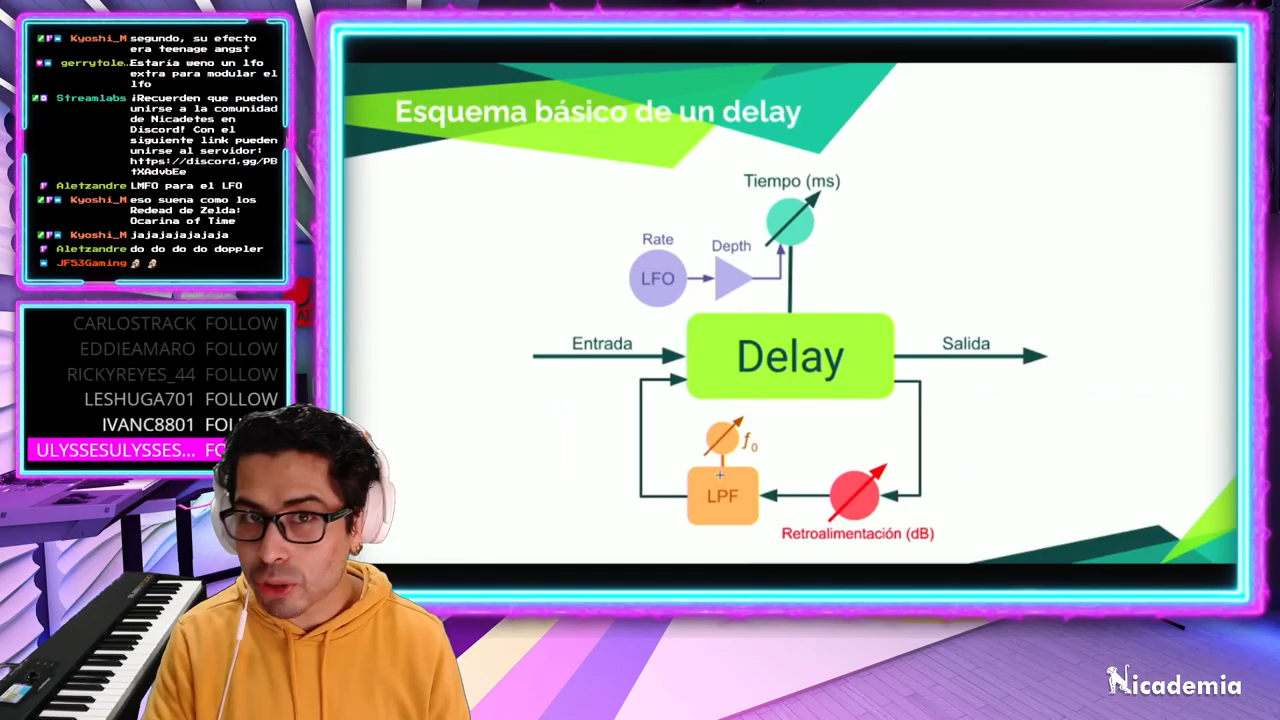 Kyoshi_M segundo, su efecto
era teenage angst
gerrytole.. Estaría weno un lfo
extra para modular el
lfo
Streamlabs ¡Recuerden que pueden
unirse a la comunidad
de Nicadetes en
Discord! Con el
siguiente link pueden
unirse al servidor:
https://discord.gg/PB
tXAdvbEe
Aletzandre LMFO para el LFO
Kyoshi_M eso suena como los
Redead de Zelda:
Ocarina of Time
Kyoshi_M jajajajajajaja
Aletzandre do do do do doppler
JF53Gaming
CARLOSTRACK FOLLOW
EDDIEAMARO FOLLOW
RICKYREYES_44 FOLLOW
LESHUGA701 FOLLOW
IVANC8801 FOL
ULYSSESULYSSES... FO
Esquema básico de un delay
Tiempo (ms)
Rate
Depth
LFO
Entrada
Delay
Salida
f0
LPF
Retroalimentación (dB)
Nicademia